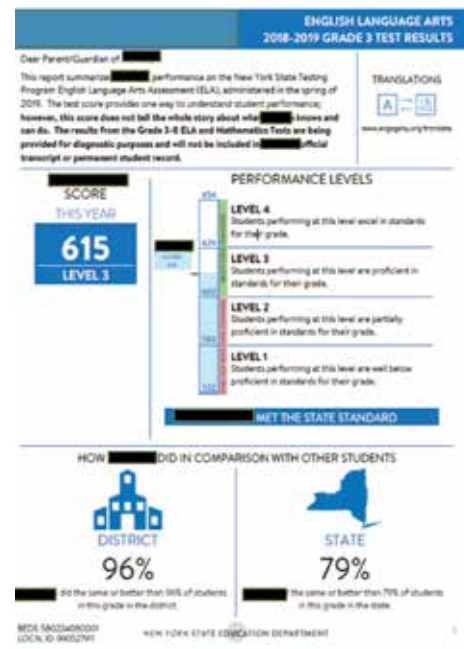 ENGLISH LANGUAGE ARTS
2018-2019 GRADE 3 TEST RESULTS
Dear Parent/Guardian of
This report summarizes performance on the New York State Testing
Program English Language Arts Assessment (ELA), administered in the spring of
2019. The test score provides one way to understand student performance;
however, this score does not tell the whole story about what knows and
can do. The results from the Grade 3-8 ELA and Mathematics Tests are being
provided for diagnostic purposes and will not be included in official
transcript or permanent student record.
TRANSLATIONS
A
www.engageny.org/translate
SCORE
THIS YEAR
615
LEVEL 3
PERFORMANCE LEVELS
LEVEL 4
Students performing at this level excel in standards
for their grade.
629
LEVEL 3
Students performing at this level are proficient in
standards for their grade.
602
LEVEL 2
Students performing at this level are partially
proficient in standards for their grade.
LEVEL 1
Students performing at this level are well below
proficient in standards for their grade.
MET THE STATE STANDARD
HOW DID IN COMPARISON WITH OTHER STUDENTS
DISTRICT
96%
did the same or better than 96% of students
in this grade in the district.
STATE
79%
the same or better than 79% of students
in this grade in the state.
NEW YORK STATE EDUCATION DEPARTMENT